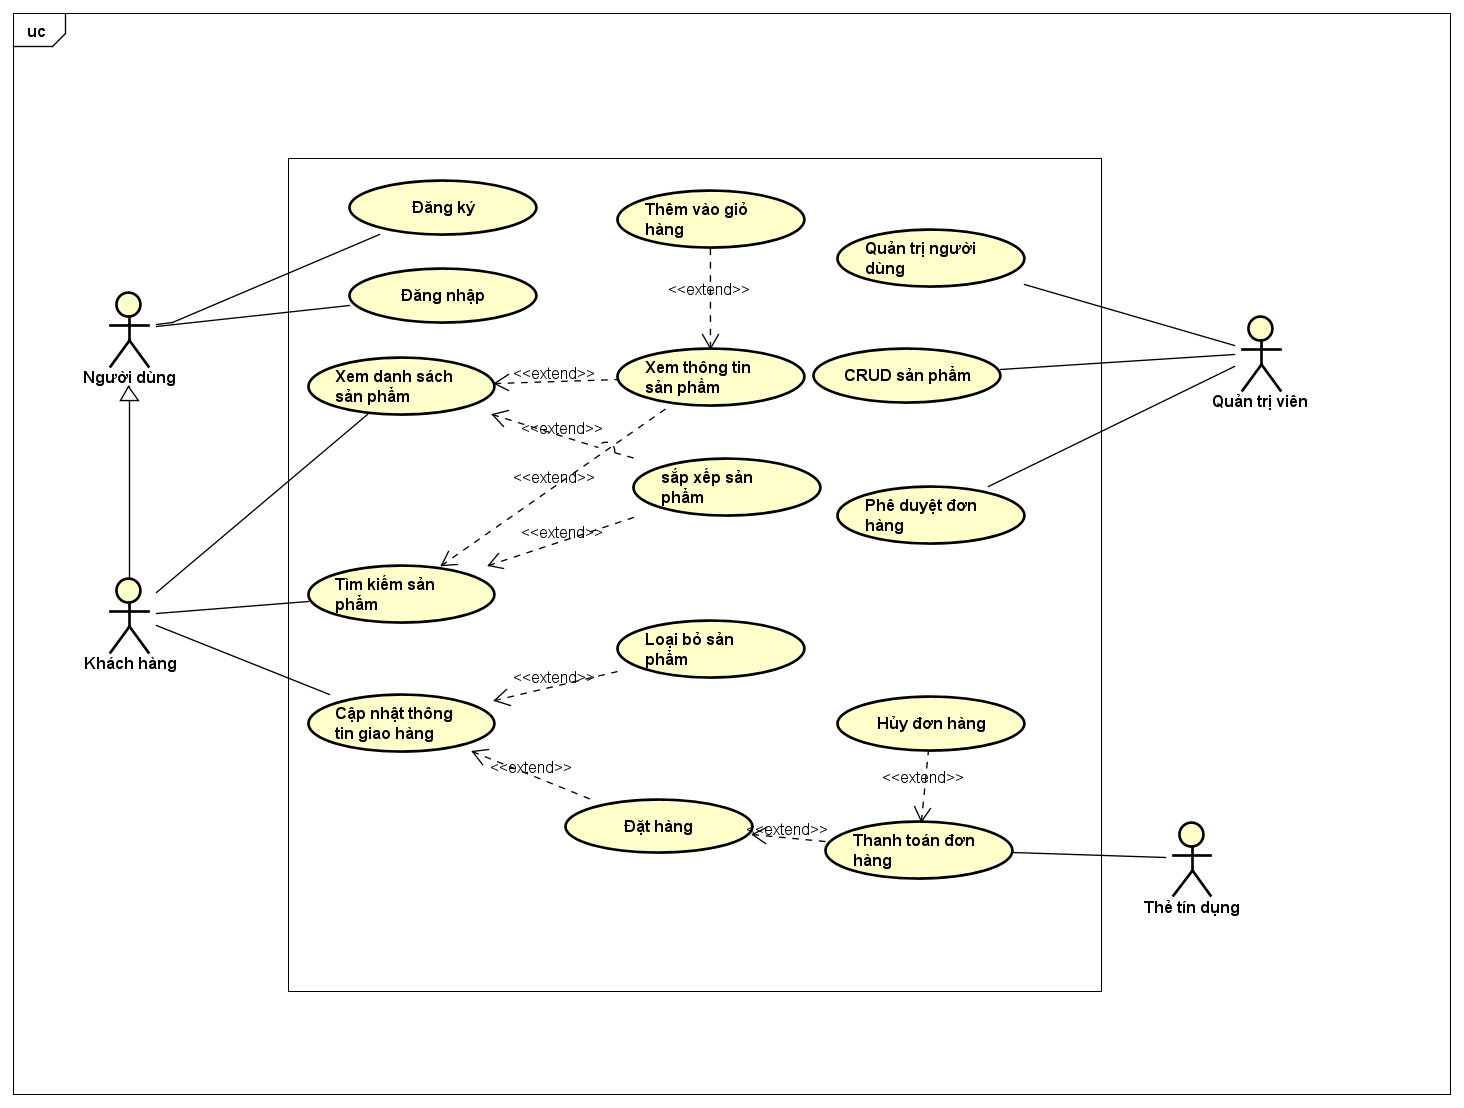 uc
Đăng ký
Thêm vào giỏ
hàng
Quản trị người
dùng
Đăng nhập
<<extend>>
Người dùng
Xem danh sách
sản phẩm
<<extend>>
Xem thông tin
sản phẩm
CRUD sản phẩm
Quản trị viên
<<extend>>
<<extend>>
sắp xếp sản
phẩm
Phê duyệt đơn
hàng
<<extend>>
Tìm kiếm sản
phẩm
Khách hàng
Loại bỏ sản
phẩm
<<extend>>
Cập nhật thông
tin giao hàng
Hủy đơn hàng
<<extend>>
<<extend>>
Đặt hàng
<<extend>>
Thanh toán đơn
hàng
Thẻ tín dụng